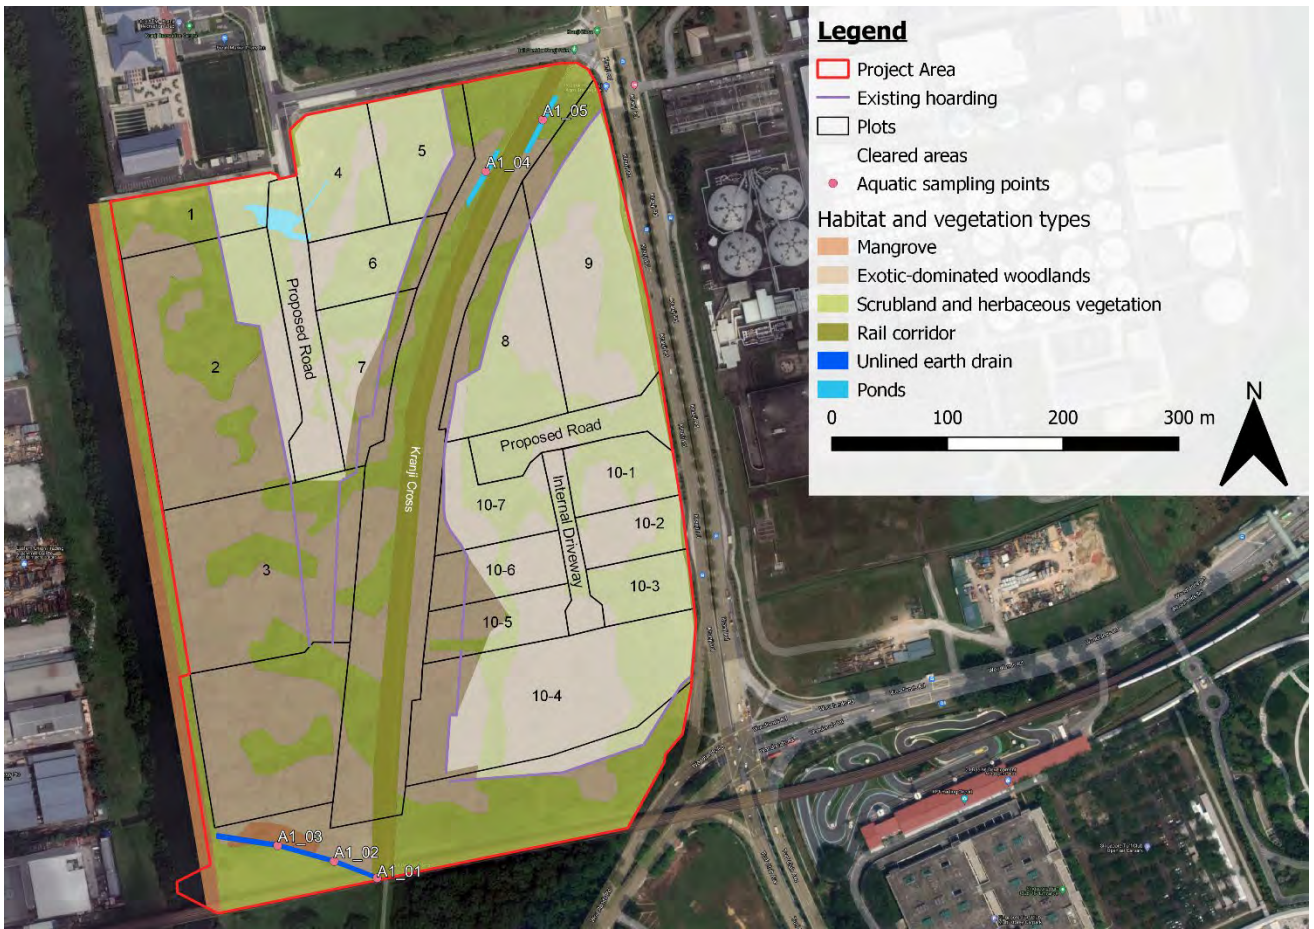 Legend
Project Area
Existing hoarding
Plots
Cleared areas
Aquatic sampling points
Habitat and vegetation types
Mangrove
Exotic-dominated woodlands
Scrubland and herbaceous vegetation
Rail corridor
Unlined earth drain
Ponds
0 100 200 300 m
N
A1_05
A1_04
5
4
1
6
9
Proposed Road
2
7
8
Proposed Road
Kranji Cross
10-1
10-7
Internal Driveway
10-2
3
10-6
10-3
10-5
10-4
A1_03
A1_02
A1_01